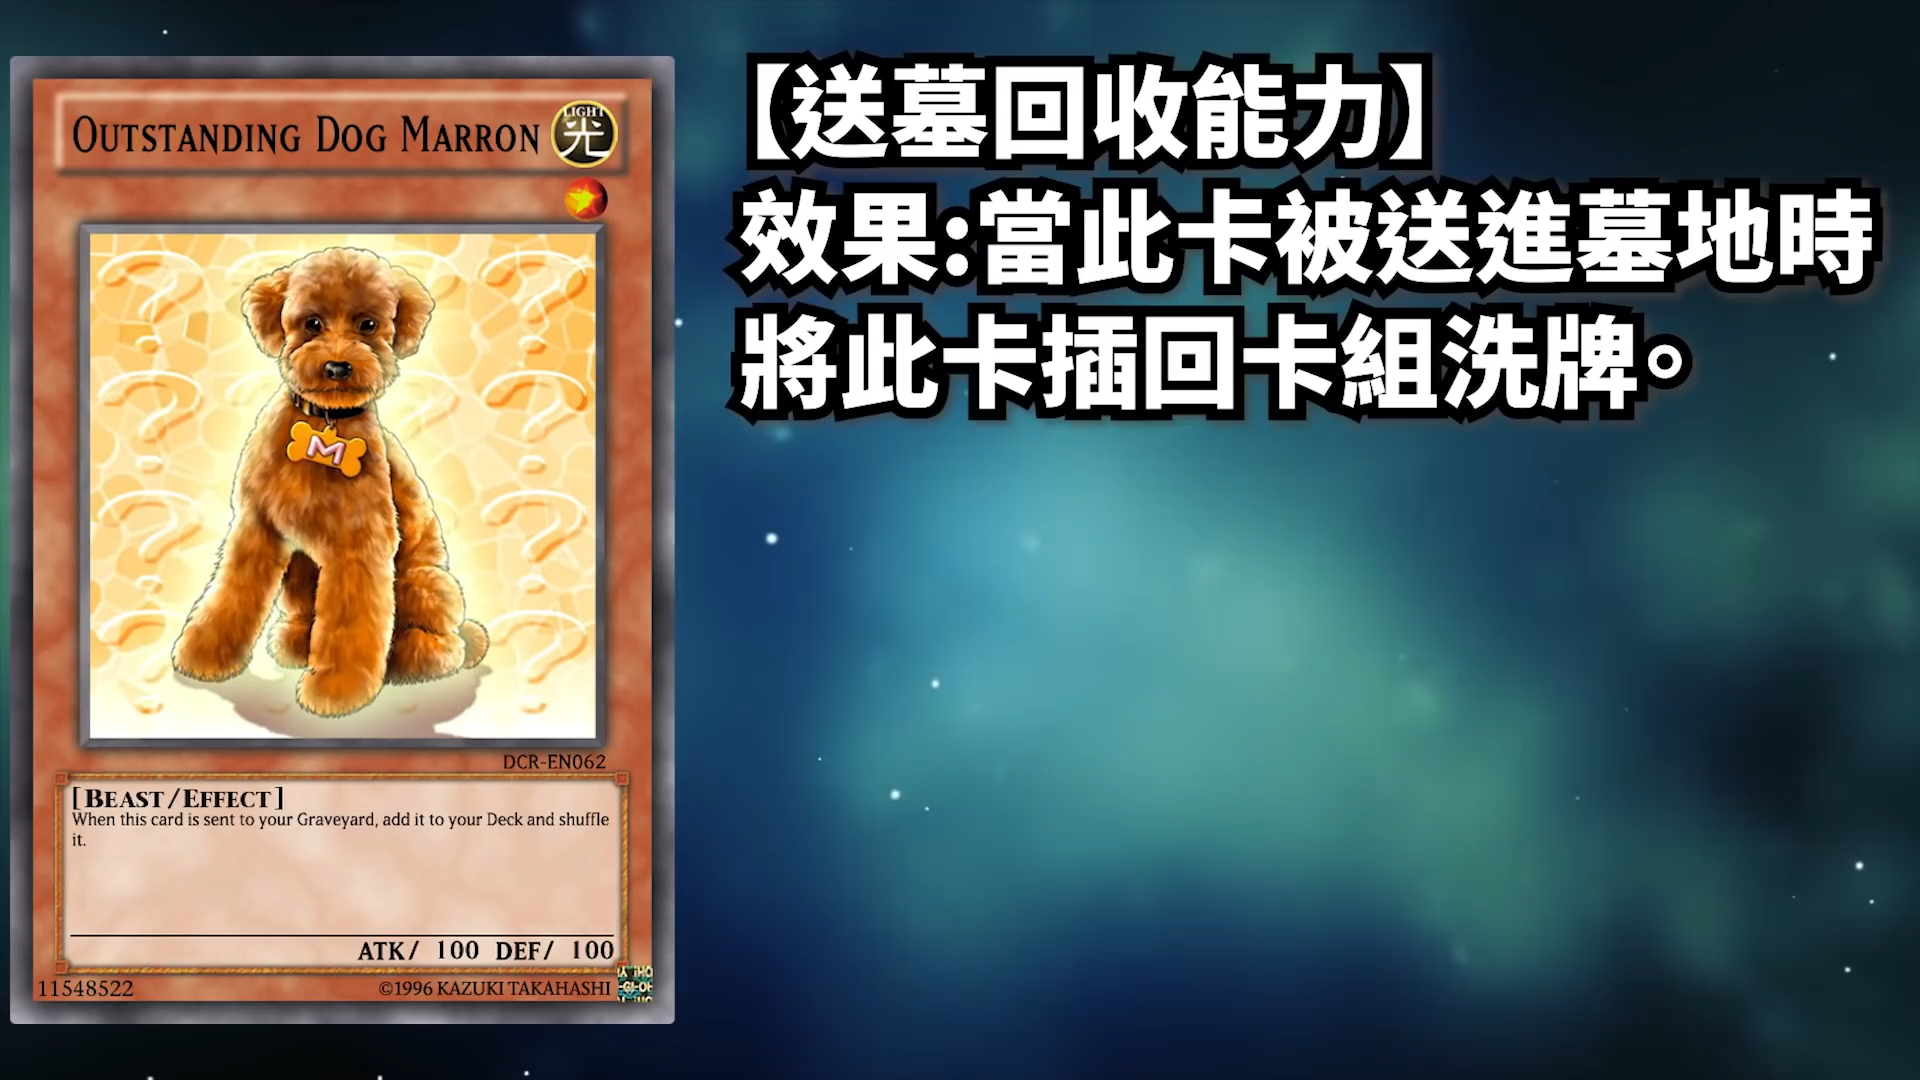 OUTSTANDING DOG MARRON
LIGHT
光
M
DCR-EN062
[BEAST/EFFECT]
When this card is sent to your Graveyard, add it to your Deck and shuffle
it.
ATK/ 100 DEF/ 100
11548522
©1996 KAZUKI TAKAHASHI
【送墓回收能力】
效果:當此卡被送進墓地時
將此卡插回卡組洗牌。